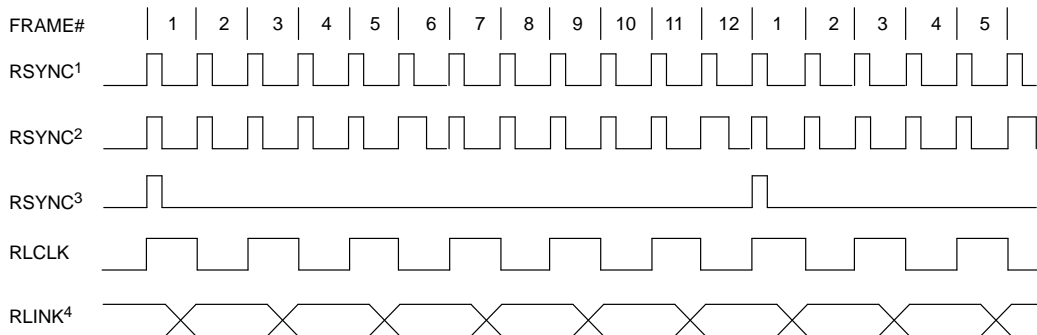 FRAME# 1 2 3 4 5 6 7 8 9 10 11 12 1 2 3 4 5
RSYNC1
RSYNC2
RSYNC3
RLCLK
RLINK4